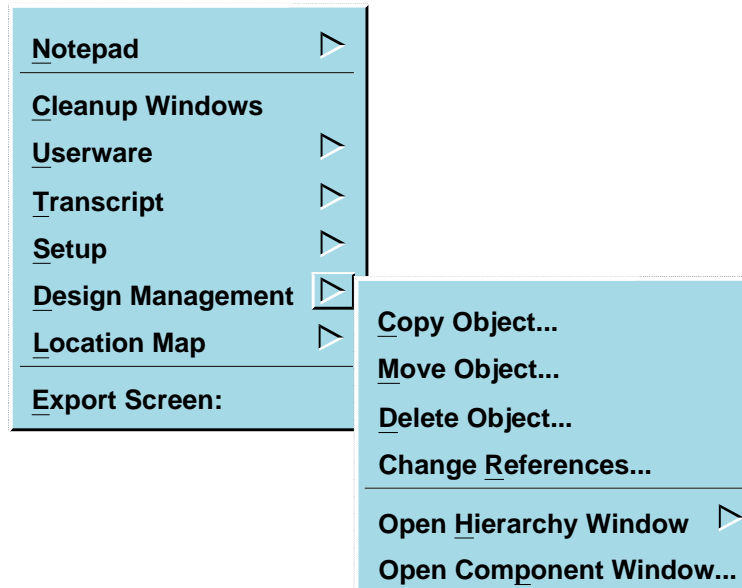 Notepad
Cleanup Windows
Userware
Transcript
Setup
Design Management
Location Map
Export Screen:
Copy Object...
Move Object...
Delete Object...
Change References...
Open Hierarchy Window
Open Component Window...